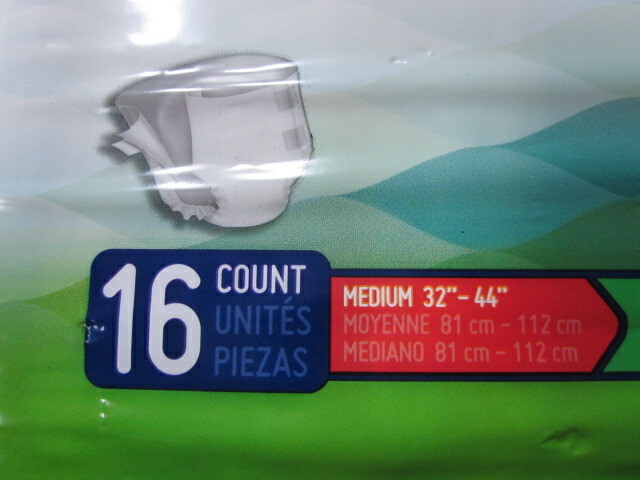 16 COUNT
UNITÉS
PIEZAS
MEDIUM 32"- 44"
MOYENNE 81 cm - 112 cm
MEDIANO 81 cm - 112 cm